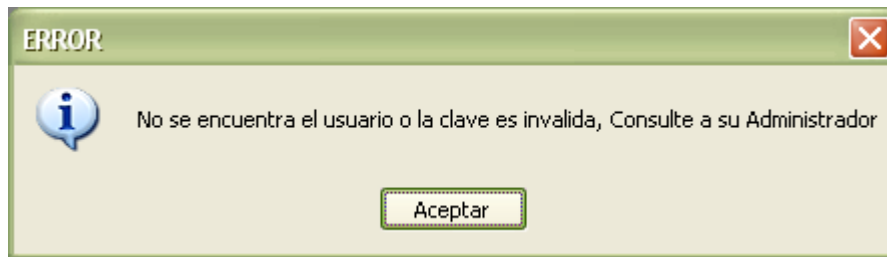 ERROR
No se encuentra el usuario o la clave es invalida, Consulte a su Administrador
Aceptar